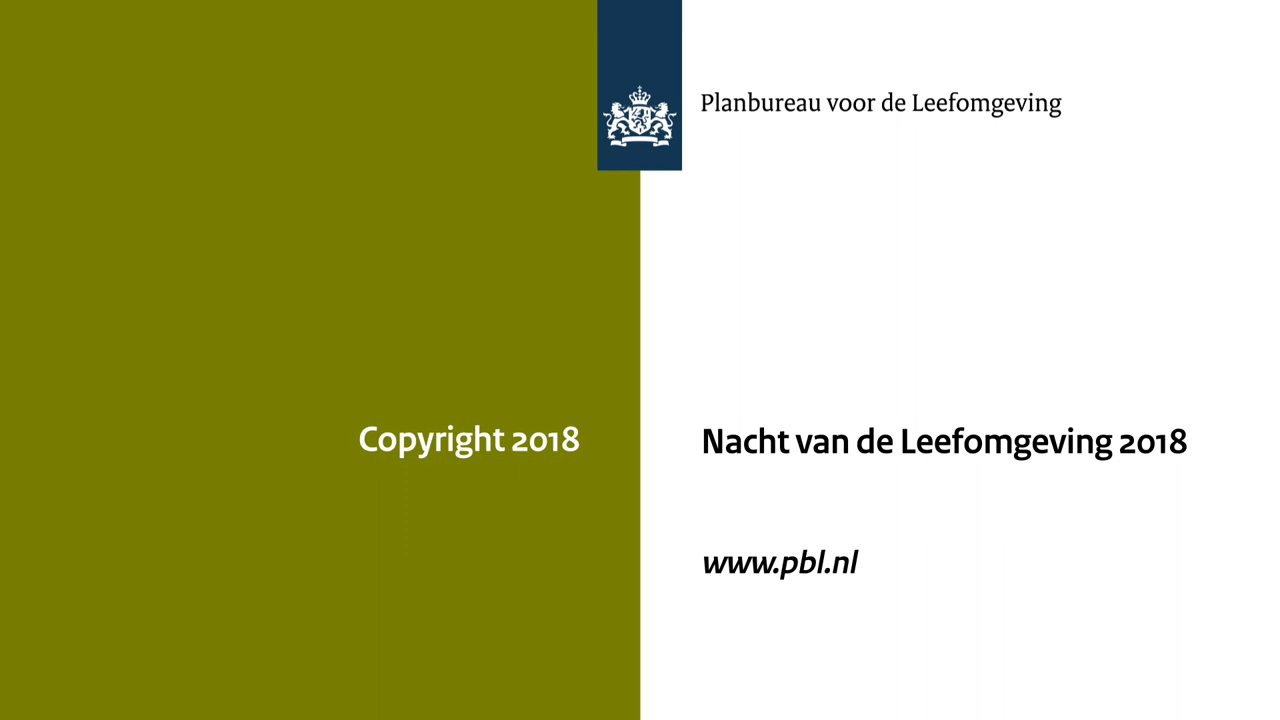 Planbureau voor de Leefomgeving
Copyright 2018
Nacht van de Leefomgeving 2018
www.pbl.nl